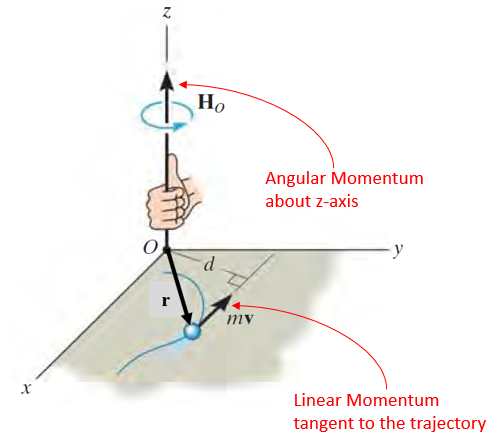 z
H_O
Angular Momentum
about z-axis
O
y
d
r
mv
x
Linear Momentum
tangent to the trajectory